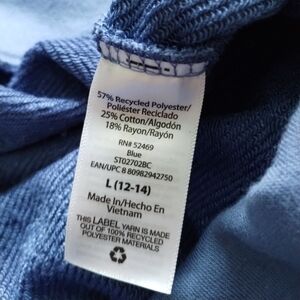 57% Recycled Polyester/
Poliéster Reciclado
25% Cotton/Algodón
18% Rayon/Rayón
RN# 52469
Blue
ST02702BC
EAN/UPC 8 80982942750
L (12-14)
Made In/Hecho En
Vietnam
THIS LABEL YARN IS MADE
OUT OF 100% RECYCLED
POLYESTER MATERIALS